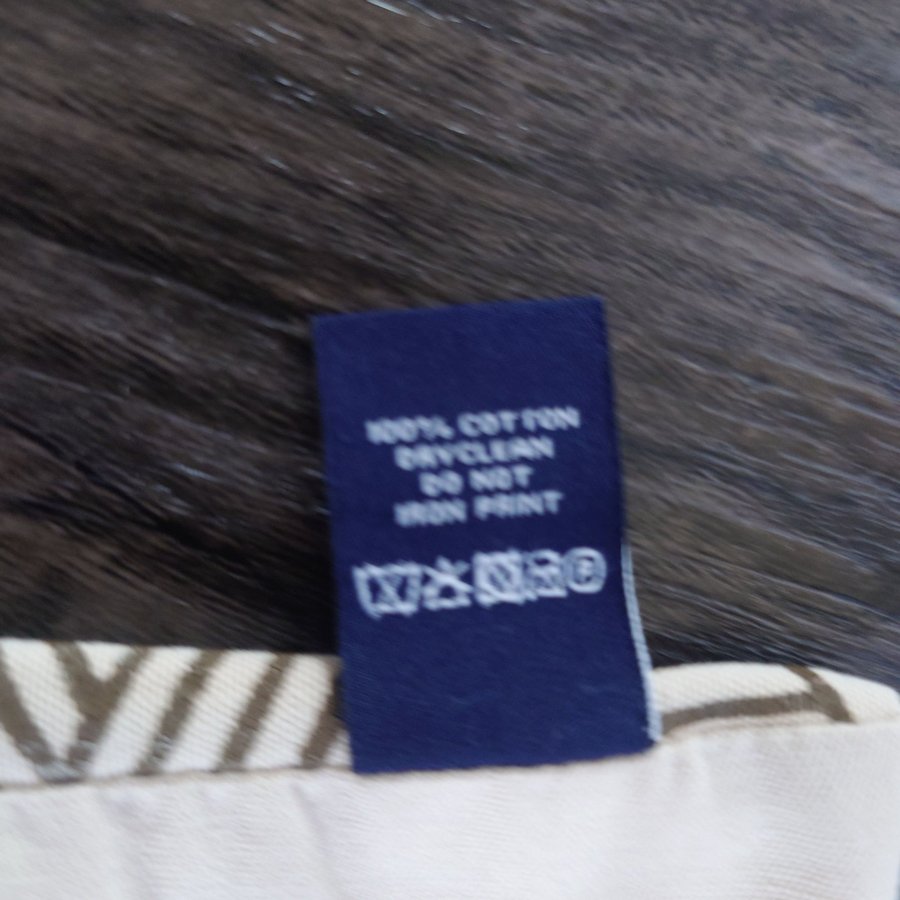 100% COTTON
DRYCLEAN
DO NOT
IRON PRINT
P